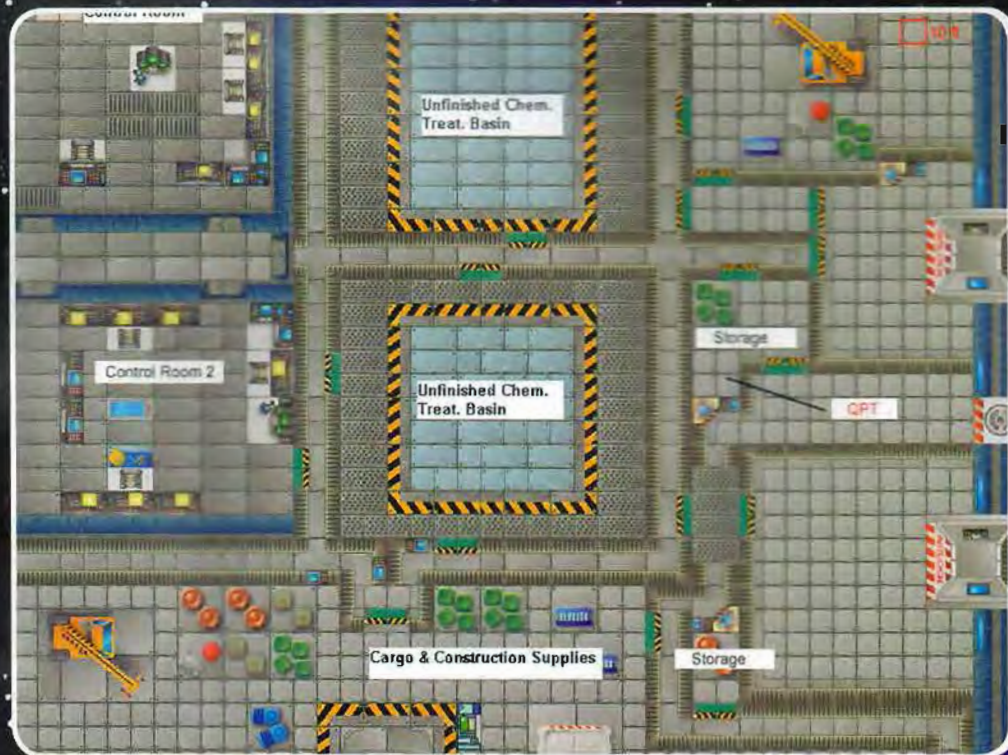 Control Room
10 ft
Unfinished Chem.
Treat. Basin
Storage
Control Room 2
Unfinished Chem.
Treat. Basin
QPT
Cargo & Construction Supplies
Storage